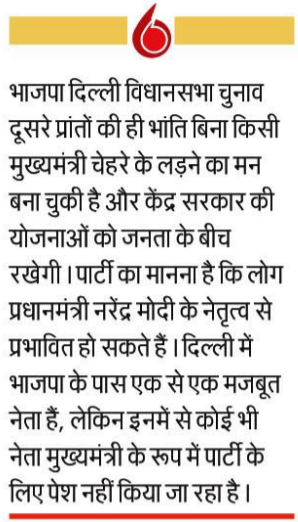 भाजपा दिल्ली विधानसभा चुनाव
दूसरे प्रांतों की ही भांति बिना किसी
मुख्यमंत्री चेहरे के लड़ने का मन
बना चुकी है और केंद्र सरकार की
योजनाओं को जनता के बीच
रखेगी । पार्टी का मानना है कि लोग
प्रधानमंत्री नरेंद्र मोदी के नेतृत्व से
प्रभावित हो सकते हैं । दिल्ली में
भाजपा के पास एक से एक मजबूत
नेता हैं, लेकिन इनमें से कोई भी
नेता मुख्यमंत्री के रूप में पार्टी के
लिए पेश नहीं किया जा रहा है ।